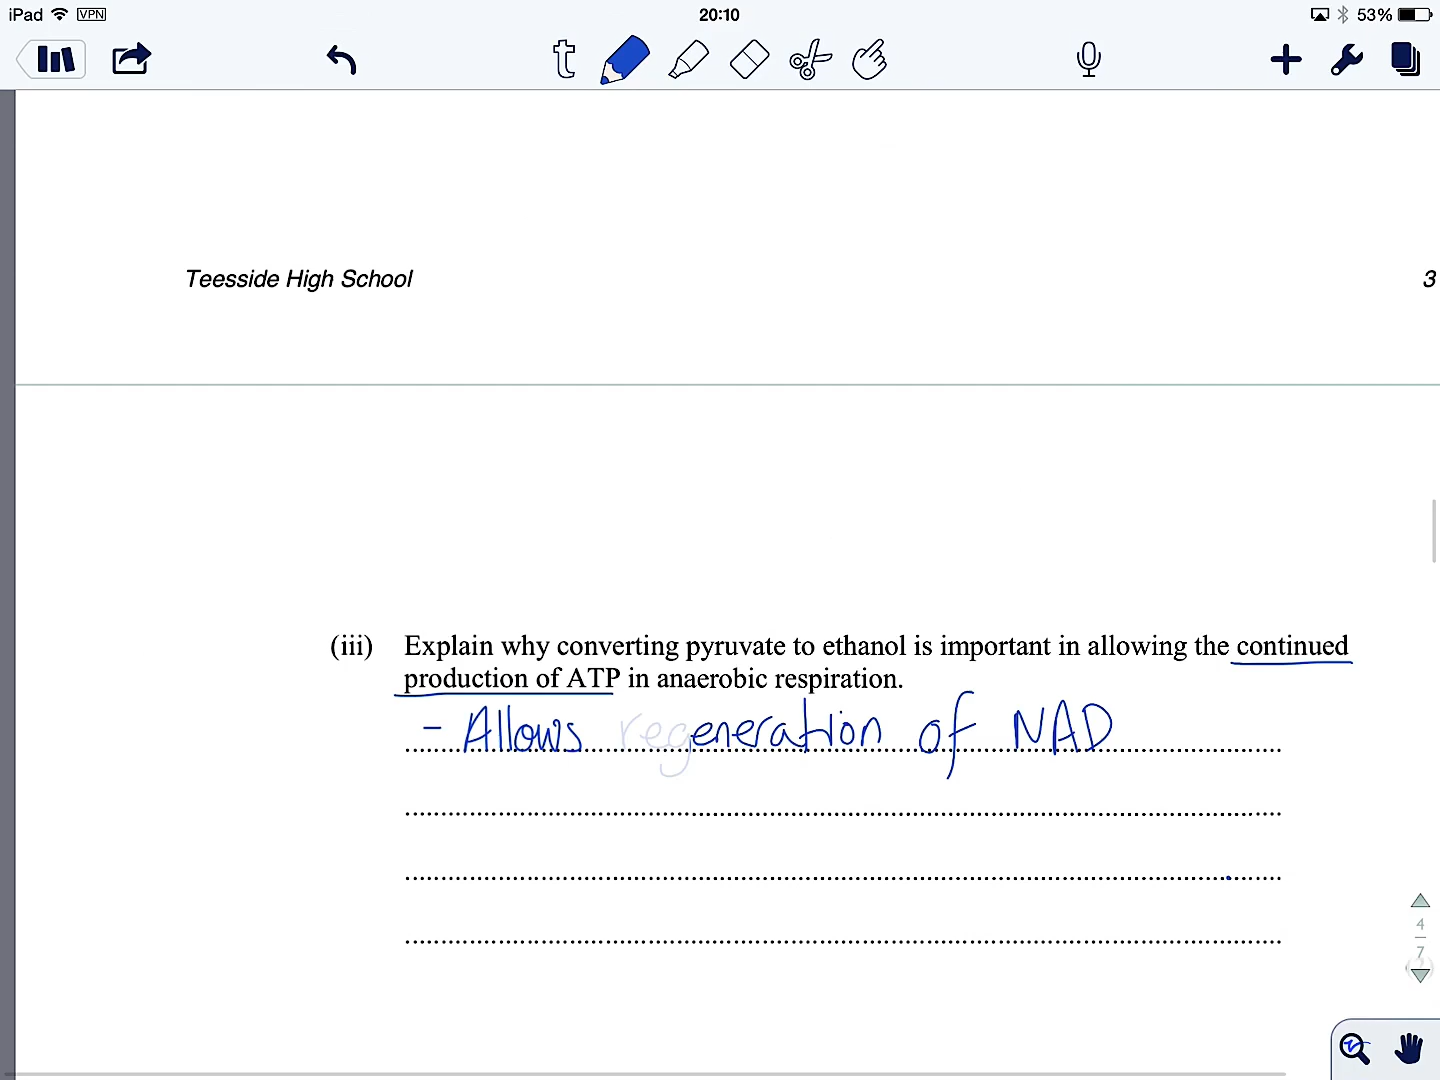 iPad VPN 20:10 53%
t
Teesside High School 3
(iii) Explain why converting pyruvate to ethanol is important in allowing the continued
production of ATP in anaerobic respiration.
- Allows regeneration of NAD
4
7